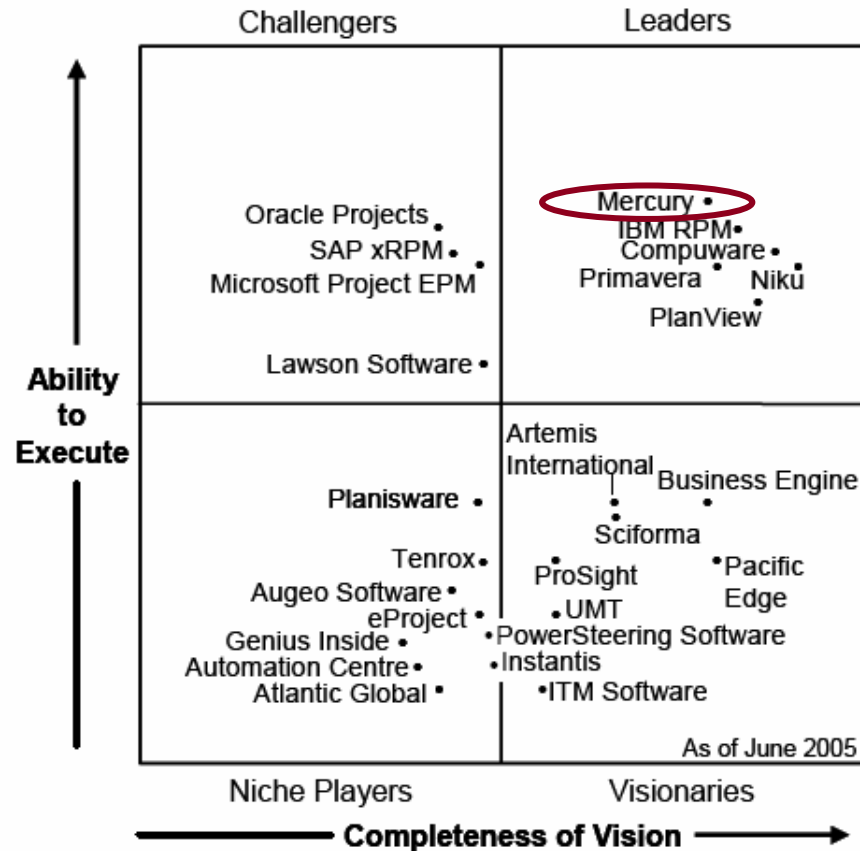 Challengers
Leaders
Mercury
Oracle Projects
IBM RPM
SAP xRPM
Compuware
Microsoft Project EPM
Primavera
Niku
PlanView
Lawson Software
Ability
to
Execute
Artemis
International
Business Engine
Planisware
Sciforma
Tenrox
ProSight
Pacific
Edge
Augeo Software
eProject
UMT
Genius Inside
PowerSteering Software
Automation Centre
Instantis
Atlantic Global
ITM Software
As of June 2005
Niche Players
Visionaries
Completeness of Vision